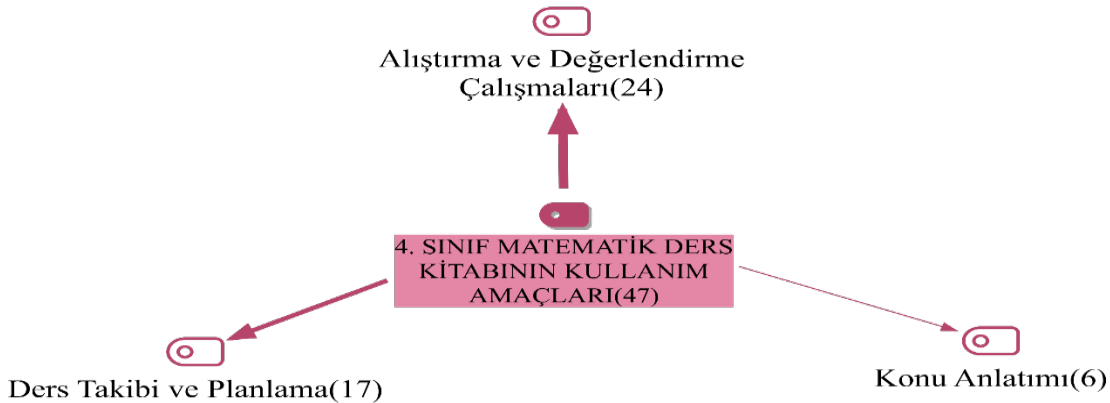 Alıştırma ve Değerlendirme
Çalışmaları(24)
4. SINIF MATEMATİK DERS
KİTABININ KULLANIM
AMAÇLARI(47)
Ders Takibi ve Planlama(17)
Konu Anlatımı(6)